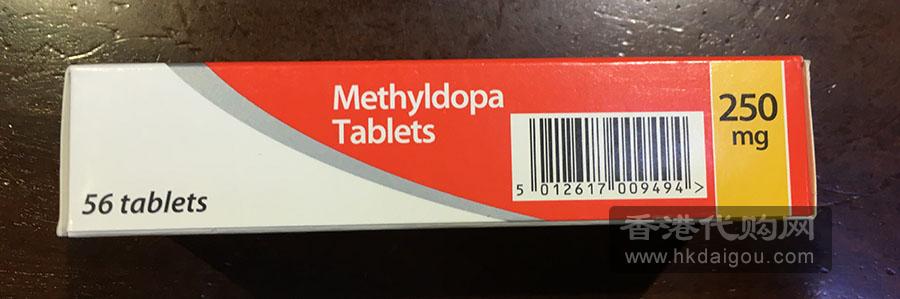 Methyldopa
Tablets
250
mg
5 012617 009494 >
56 tablets
香港代购网
www.hkdaigou.com